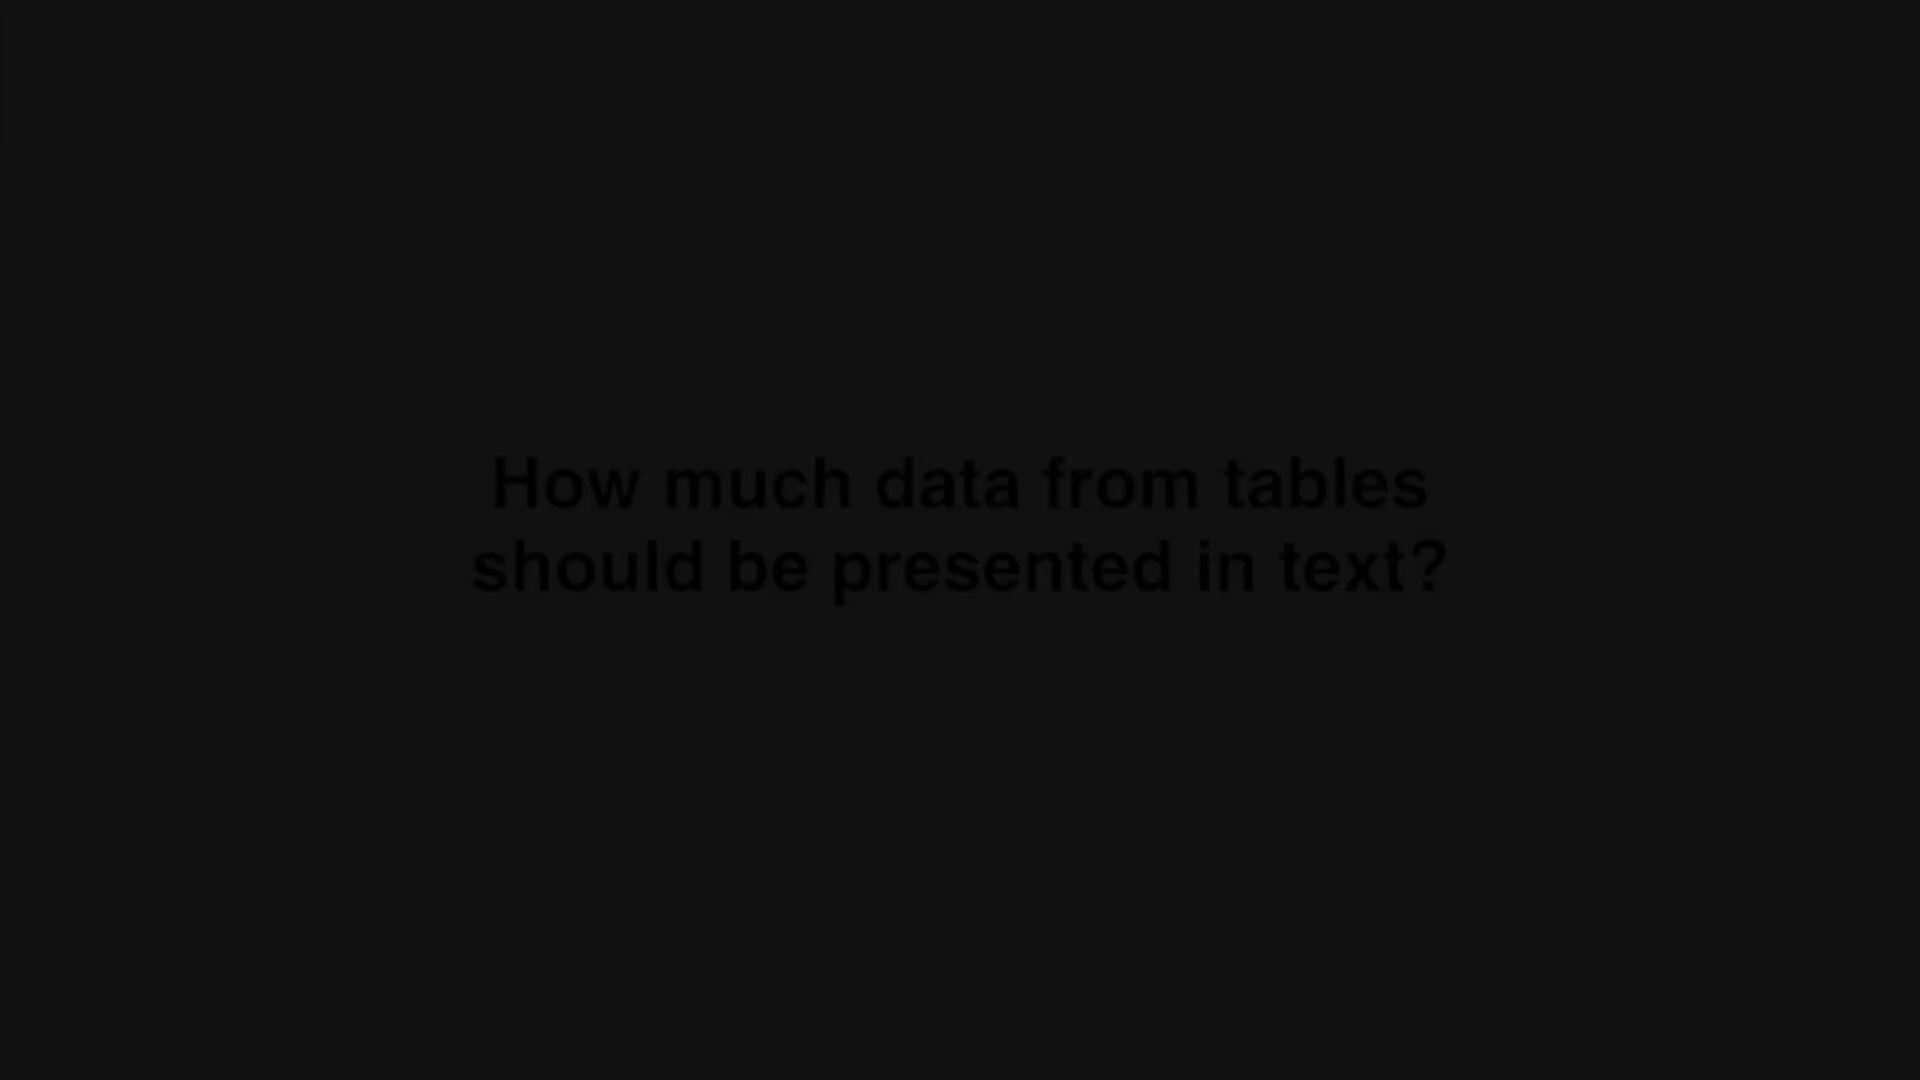 How much data from tables
should be presented in text?